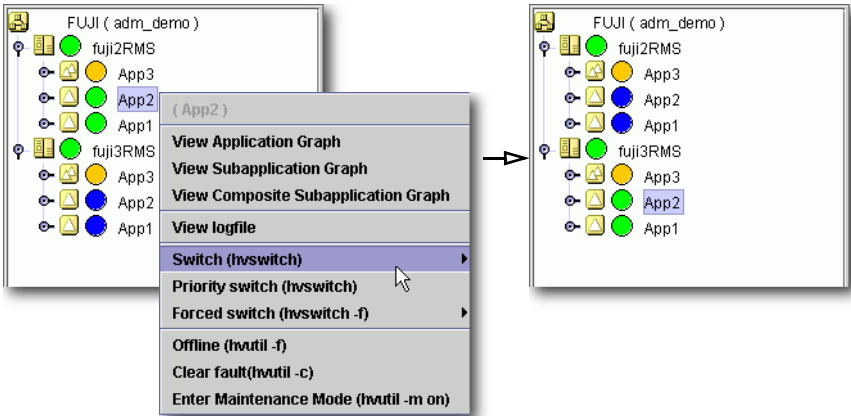 FUJI ( adm_demo )
fuji2RMS
App3
App2
App1
fuji3RMS
App3
App2
App1
( App2 )
View Application Graph
View Subapplication Graph
View Composite Subapplication Graph
View logfile
Switch (hvswitch)
Priority switch (hvswitch)
Forced switch (hvswitch -f)
Offline (hvutil -f)
Clear fault(hvutil -c)
Enter Maintenance Mode (hvutil -m on)
FUJI ( adm_demo )
fuji2RMS
App3
App2
App1
fuji3RMS
App3
App2
App1